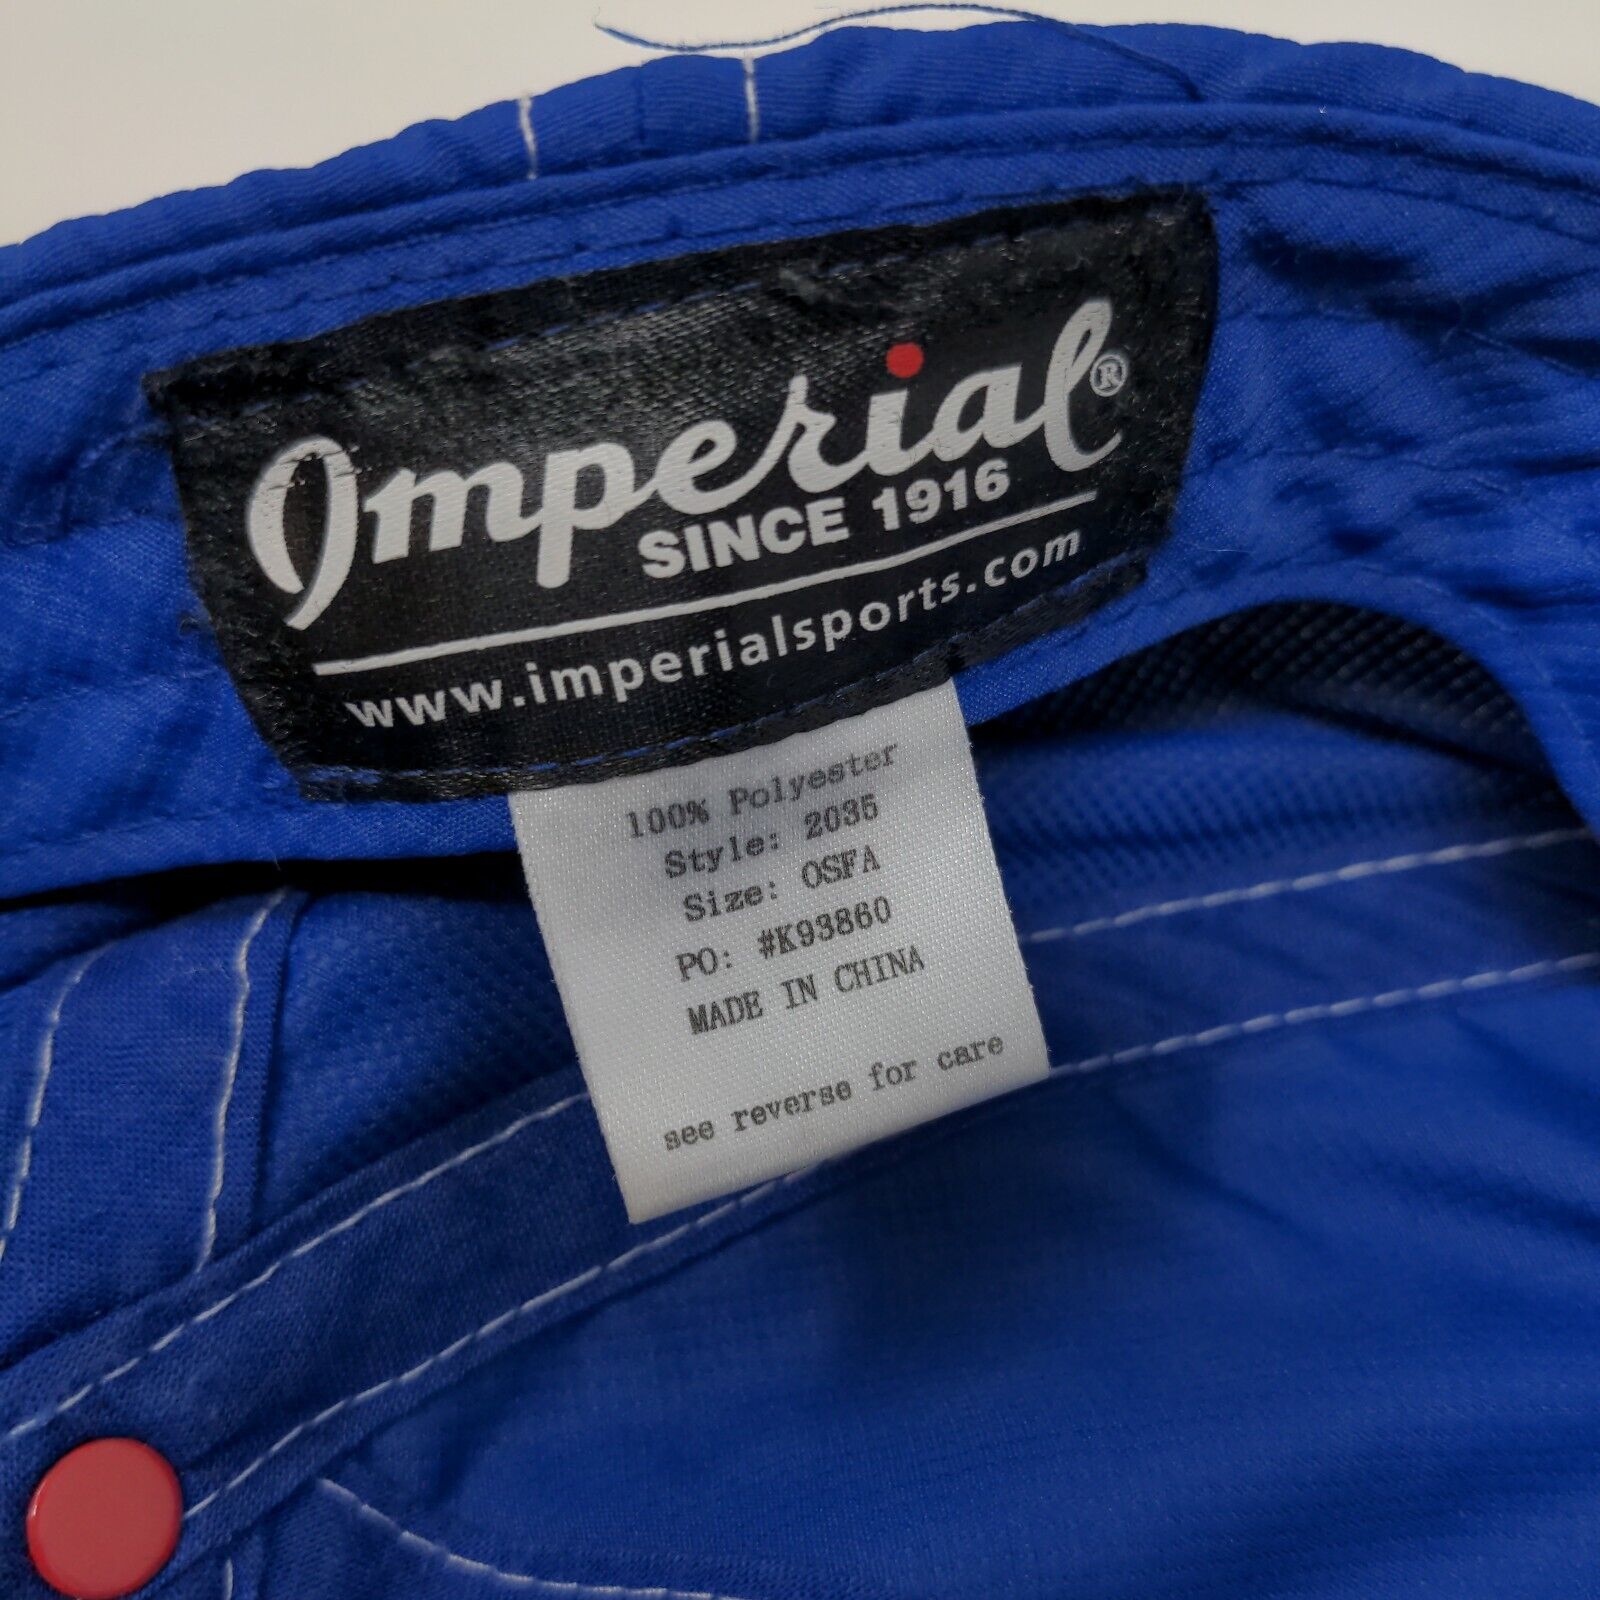 Imperial®
SINCE 1916
www.imperialsports.com
100% Polyester
Style: 2035
Size: OSFA
PO: #K93860
MADE IN CHINA
see reverse for care